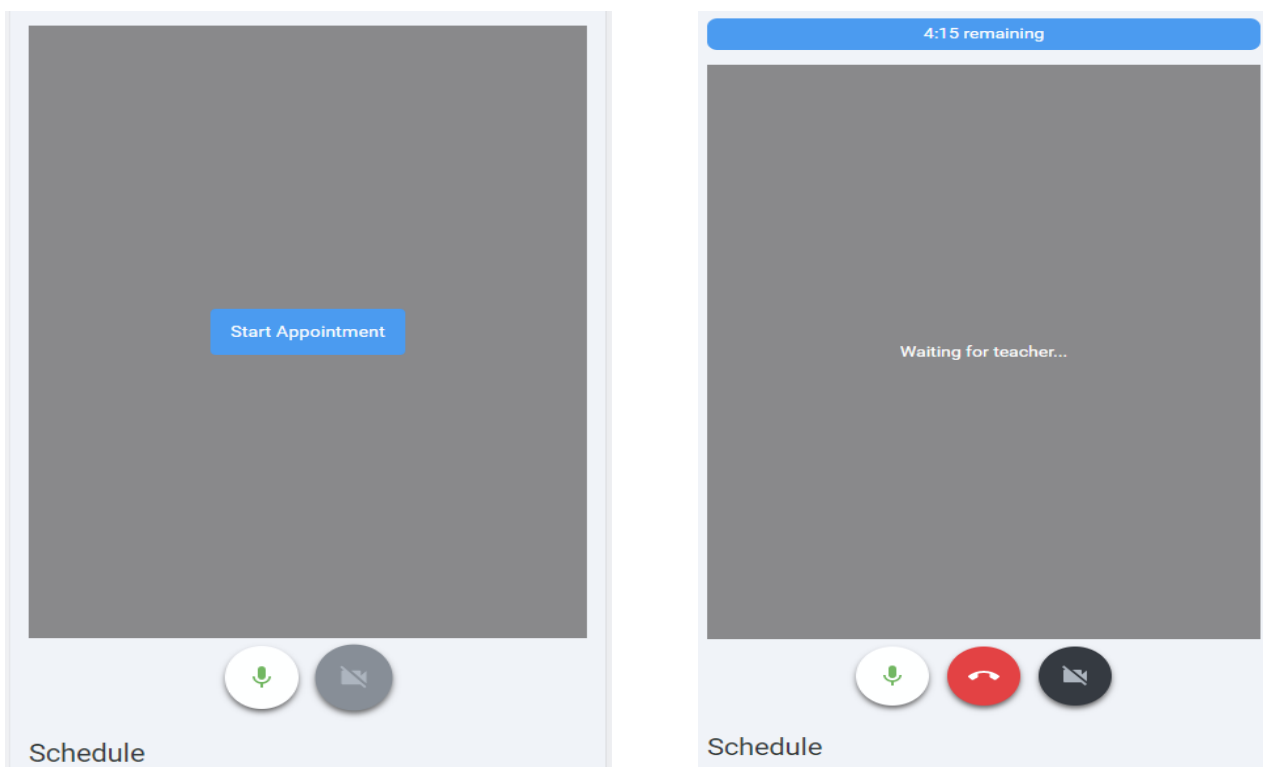 Start Appointment
Schedule
4:15 remaining
Waiting for teacher...
Schedule